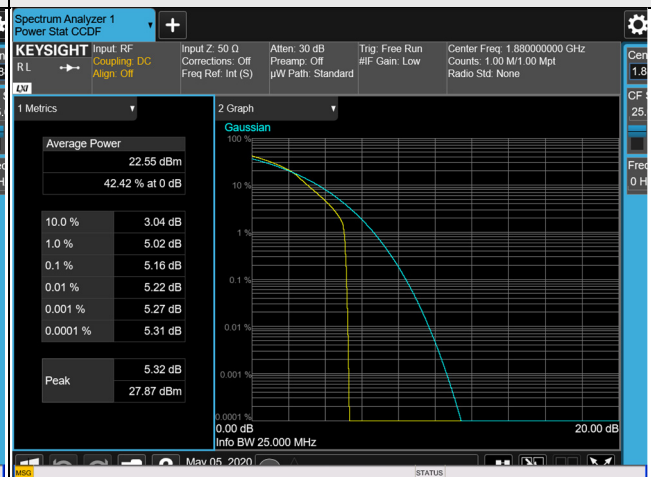 Spectrum Analyzer 1
Power Stat CCDF
+
KEYSIGHT
RL
LXI
Input: RF
Coupling: DC
Align: Off
Input Z: 50 Ω
Corrections: Off
Freq Ref: Int (S)
Atten: 30 dB
Preamp: Off
µW Path: Standard
Trig: Free Run
#IF Gain: Low
Center Freq: 1.880000000 GHz
Counts: 1.00 M/1.00 Mpt
Radio Std: None
1 Metrics
Average Power
22.55 dBm
42.42 % at 0 dB
10.0 % 3.04 dB
1.0 % 5.02 dB
0.1 % 5.16 dB
0.01 % 5.22 dB
0.001 % 5.27 dB
0.0001 % 5.31 dB
Peak
5.32 dB
27.87 dBm
2 Graph
Gaussian
100 %
10 %
1 %
0.1 %
0.01 %
0.001 %
0.0001 %
0.00 dB 20.00 dB
Info BW 25.000 MHz
Cen
1.8
CF S
25.
Fre
0 H
May 05, 2020
MSG STATUS